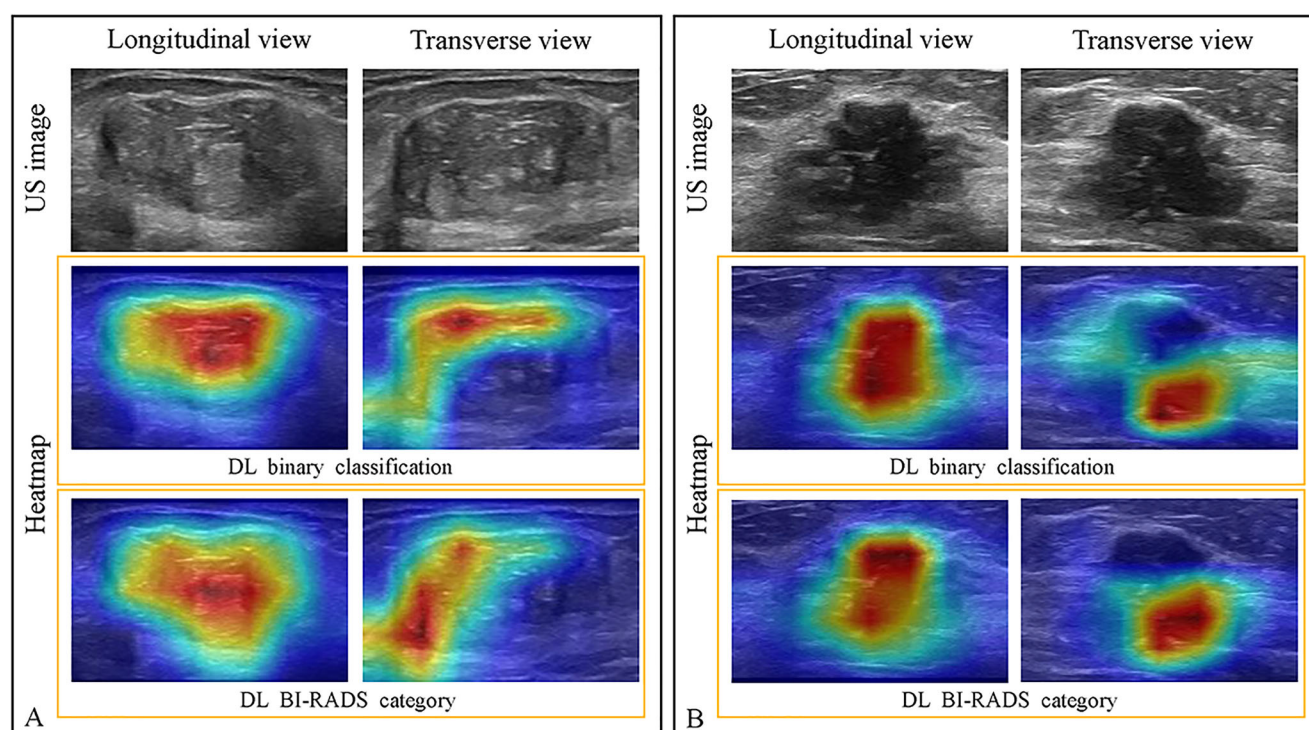 Longitudinal view Transverse view
US image
Heatmap
DL binary classification
DL BI-RADS category
A
Longitudinal view Transverse view
US image
Heatmap
DL binary classification
DL BI-RADS category
B